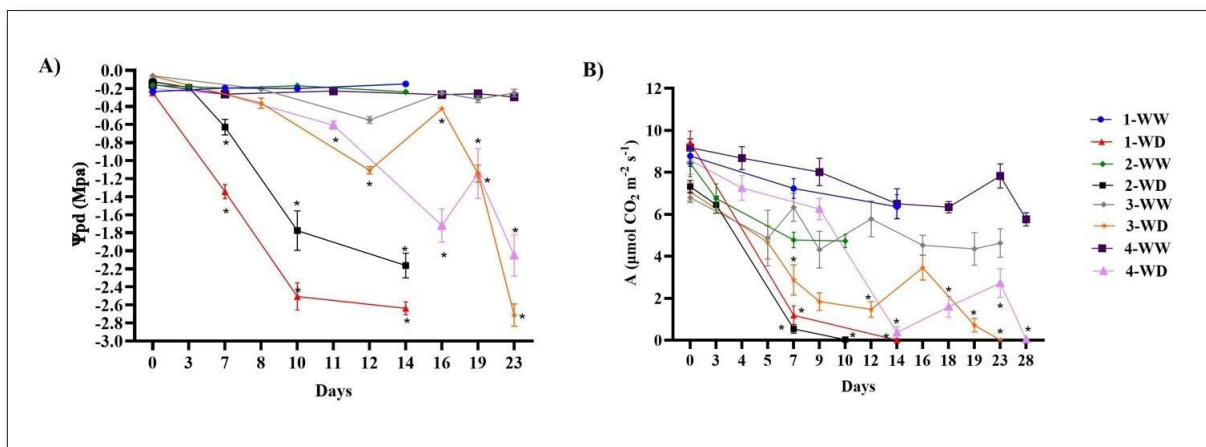 A)
Ψpd (Mpa)
0.0
-0.2
-0.4
-0.6
-0.8
-1.0
-1.2
-1.4
-1.6
-1.8
-2.0
-2.2
-2.4
-2.6
-2.8
-3.0
0 3 7 8 10 11 12 14 16 19 23
Days
B)
A (µmol CO₂ m⁻² s⁻¹)
12
10
8
6
4
2
0
0 3 4 5 7 9 10 12 14 16 18 19 23 28
Days
1-WW
1-WD
2-WW
2-WD
3-WW
3-WD
4-WW
4-WD